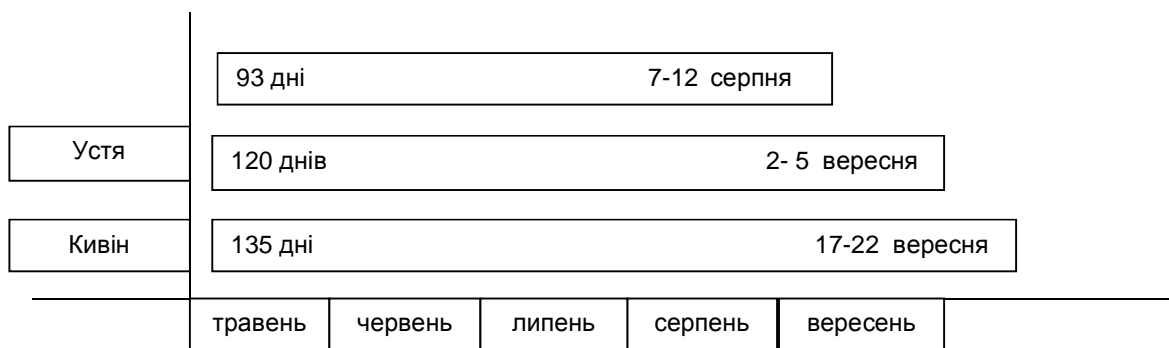 93 дні 7-12 серпня
Устя 120 днів 2- 5 вересня
Кивін 135 дні 17-22 вересня
травень червень липень серпень вересень